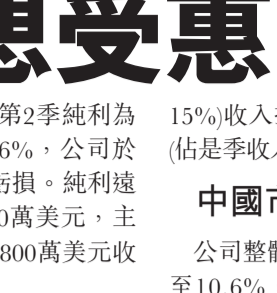 想受惠
第2季純利為
6%，公司於
虧損。純利遠
0萬美元，主
800萬美元收
15%)收入
(佔是季收入
中國市
公司整體
至10.6%